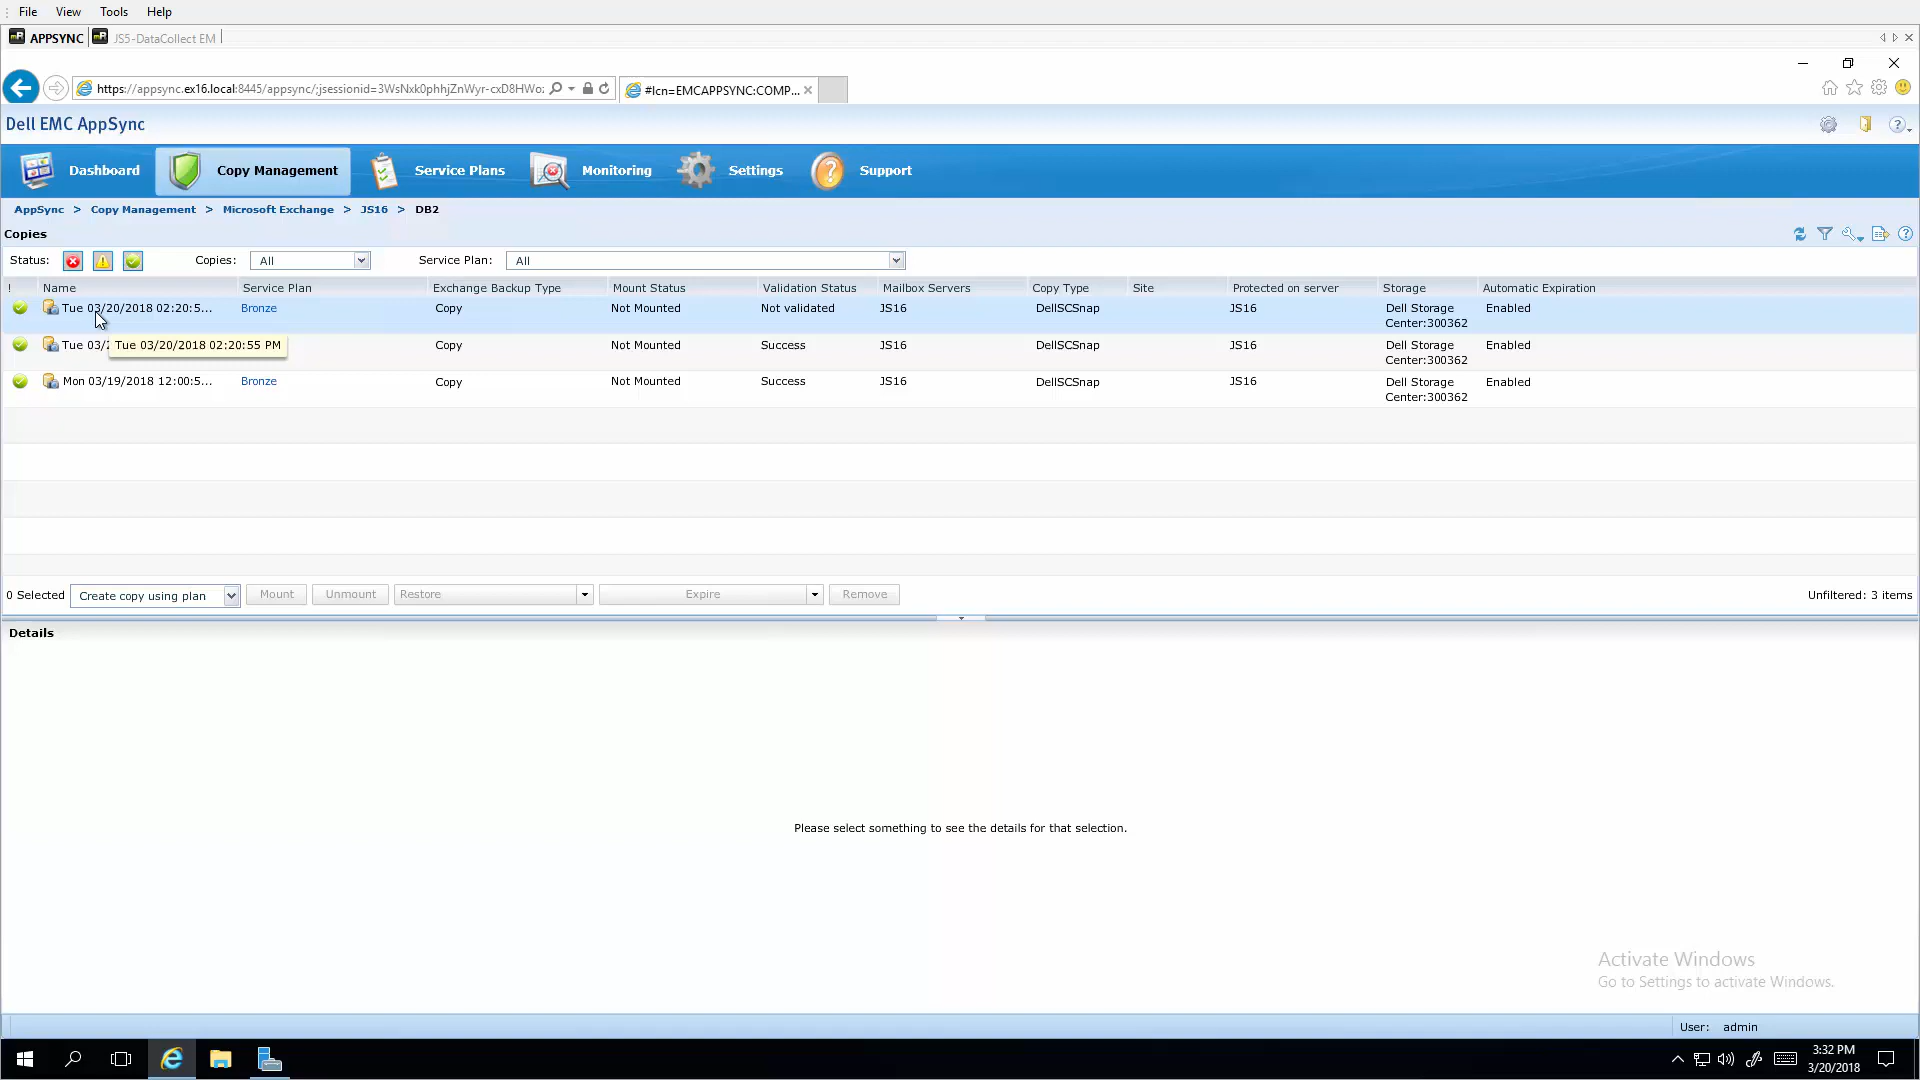 File View Tools Help
APPSYNC JS5-DataCollect EM
https://appsync.ex16.local:8445/appsync/;jsessionid=3WsNxk0phhjZnWyr-cxD8HWo: #lcn=EMCAPPSYNC:COMP...
Dell EMC AppSync
Dashboard Copy Management Service Plans Monitoring Settings Support
AppSync > Copy Management > Microsoft Exchange > JS16 > DB2
Copies
Status: Copies: All Service Plan: All
! Name Service Plan Exchange Backup Type Mount Status Validation Status Mailbox Servers Copy Type Site Protected on server Storage Automatic Expiration
Tue 03/20/2018 02:20:5... Bronze Copy Not Mounted Not validated JS16 DellSCSnap JS16 Dell Storage Enabled
Center:300362
Tue 03/2 Tue 03/20/2018 02:20:55 PM Copy Not Mounted Success JS16 DellSCSnap JS16 Dell Storage Enabled
Center:300362
Mon 03/19/2018 12:00:5... Bronze Copy Not Mounted Success JS16 DellSCSnap JS16 Dell Storage Enabled
Center:300362
0 Selected Create copy using plan Mount Unmount Restore Expire Remove Unfiltered: 3 items
Details
Please select something to see the details for that selection.
Activate Windows
Go to Settings to activate Windows.
User: admin
3:32 PM
3/20/2018